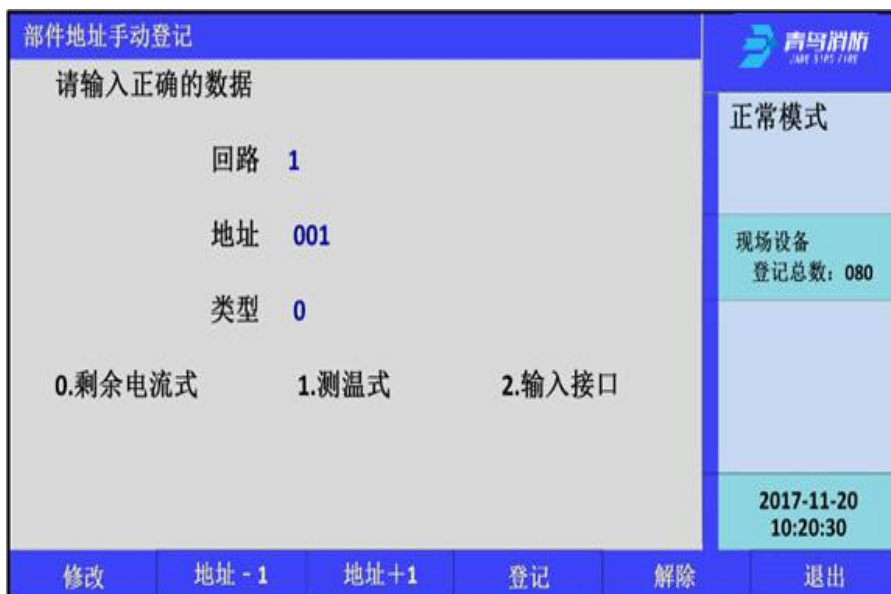 部件地址手动登记
请输入正确的数据
回路 1
地址 001
类型 0
0.剩余电流式 1.测温式 2.输入接口
青鸟消防
JADE BIRD FIRE
正常模式
现场设备
登记总数：080
2017-11-20
10:20:30
修改 地址－1 地址＋1 登记 解除 退出